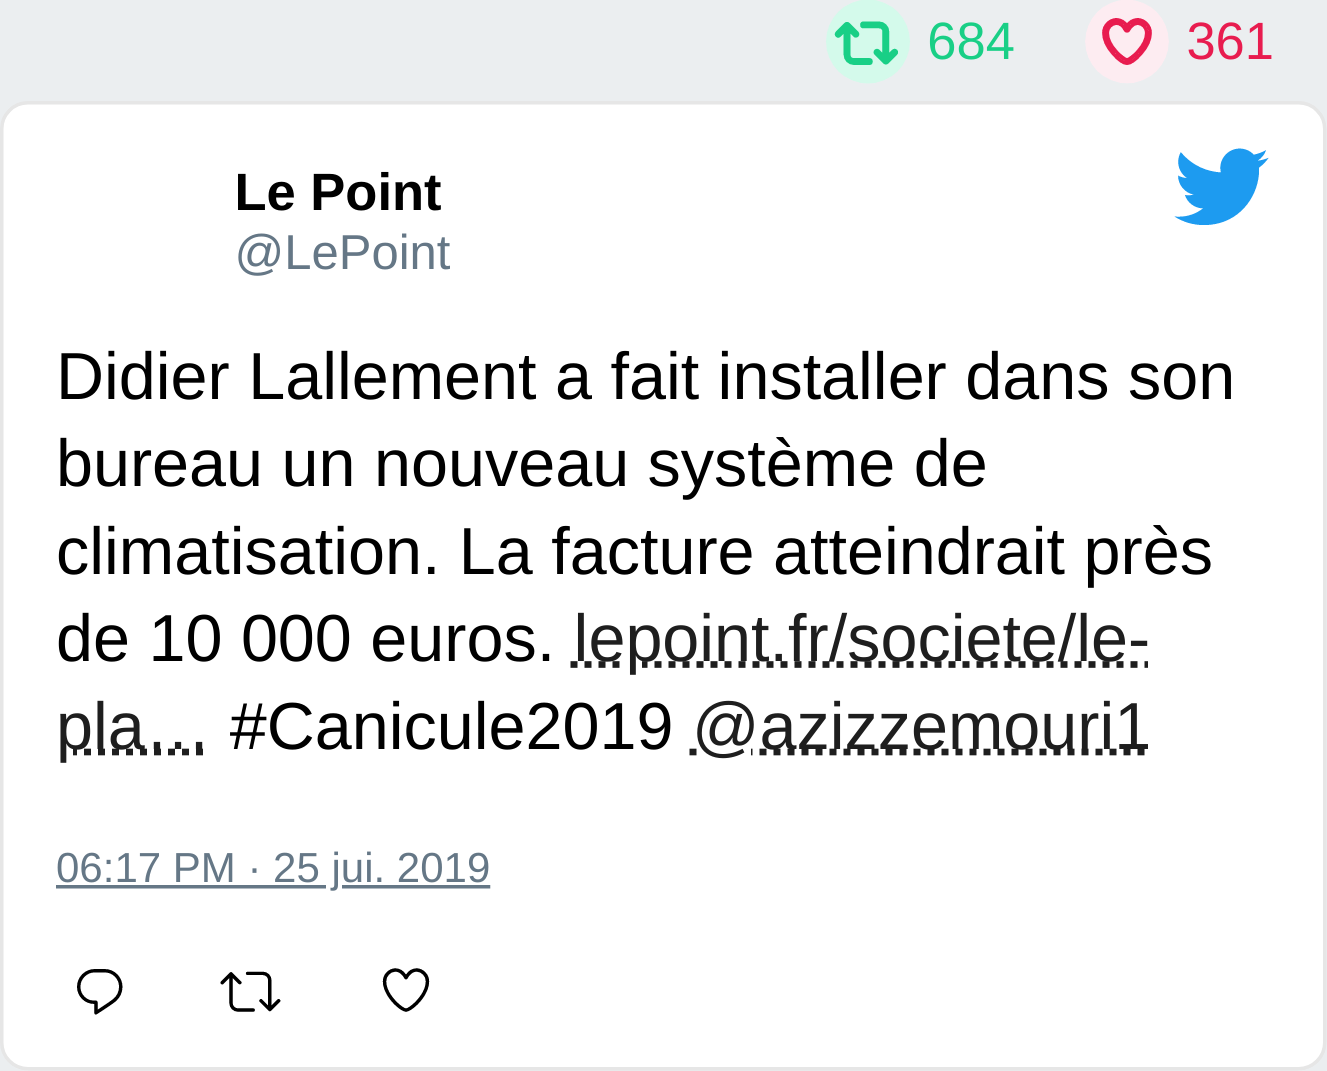 684 361
Le Point
@LePoint
Didier Lallement a fait installer dans son
bureau un nouveau système de
climatisation. La facture atteindrait près
de 10 000 euros. lepoint.fr/societe/le-
pla… #Canicule2019 @azizzemouri1
06:17 PM · 25 jui. 2019